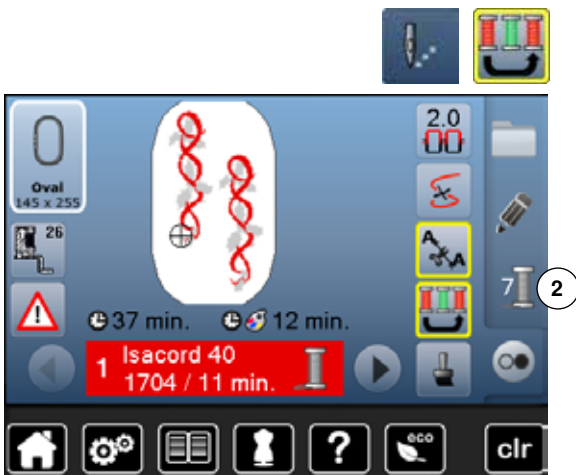 2.0
Oval
145 x 255
26
A
A
7
2
37 min.
12 min.
1
Isacord 40
1704 / 11 min.
?
eco
clr